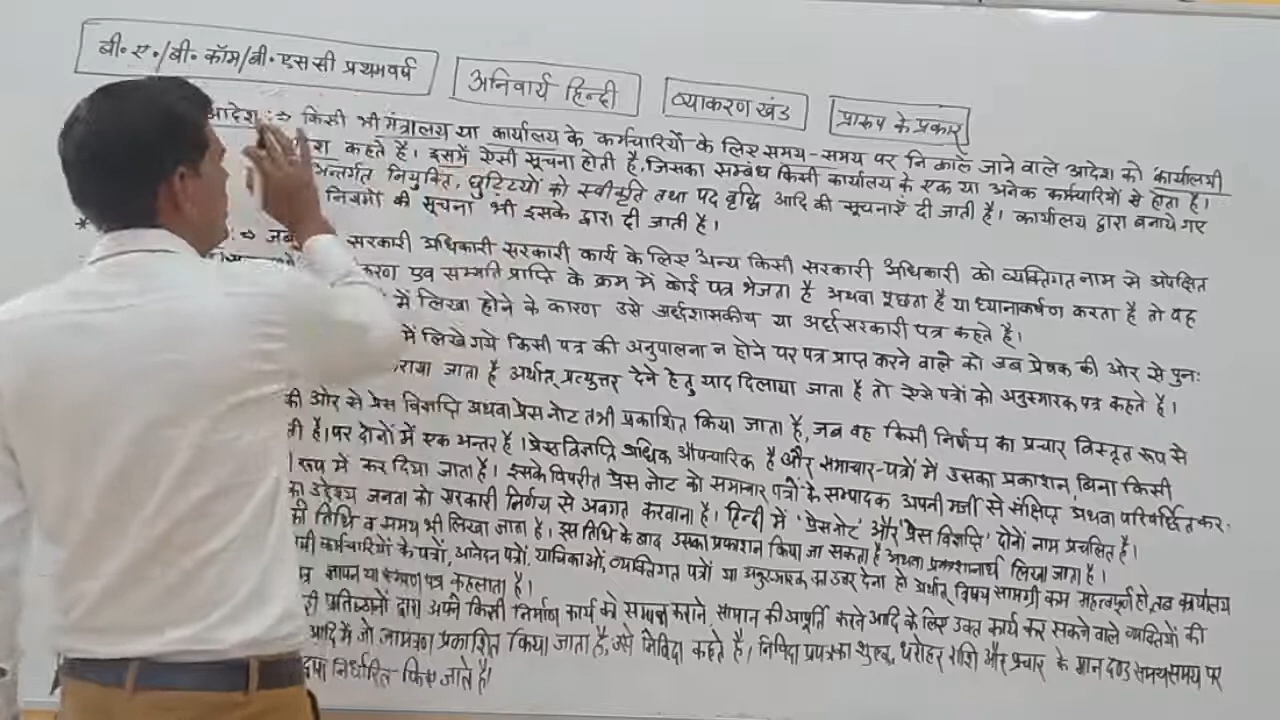 बी॰ ए॰/बी॰ कॉम/बी॰ एससी प्रथमवर्ष
अनिवार्य हिन्दी
व्याकरण खंड
प्रारूप के प्रकार
आदेश :⇒ किसी भी मंत्रालय या कार्यालय के कर्मचारियों के लिए समय-समय पर निकाले जाने वाले आदेश को कार्यालयी
कहते है। इसमें ऐसी सूचना होती है, जिसका सम्बंध किसी कार्यालय के एक या अनेक कर्मचारियों से होता है।
अन्तर्गत नियुक्ति, छुट्टियों को स्वीकृति तथा पद वृद्धि आदि की सूचनाएँ दी जाती है। कार्यालय द्वारा बनाये गए
नियमों की सूचना भी इसके द्वारा दी जाती है।
* :⇒ जब सरकारी अधिकारी सरकारी कार्य के लिए अन्य किसी सरकारी अधिकारी को व्यक्तिगत नाम से अपेक्षित
एवं सम्मति प्राप्ति के क्रम में कोई पत्र भेजता है अथवा पूछता है या ध्यानाकर्षण करता है तो वह
में लिखा होने के कारण उसे अर्द्धशासकीय या अर्द्धसरकारी पत्र कहते है।
में लिखे गये किसी पत्र की अनुपालना न होने पर पत्र प्राप्त करने वाले को जब प्रेषक की ओर से पुनः
जाता है अर्थात् प्रत्युत्तर देने हेतु याद दिलाया जाता है तो ऐसे पत्रों को अनुस्मारक पत्र कहते है।
की ओर से प्रेस विज्ञप्ति अथवा प्रेस नोट तभी प्रकाशित किया जाता है, जब वह किसी निर्णय का प्रचार विस्तृत रूप से
है। पर दोनों में एक अन्तर है। प्रेस विज्ञप्ति अधिक औपचारिक है और समाचार-पत्रों में उसका प्रकाशन बिना किसी
रूप में कर दिया जाता है। इसके विपरीत प्रेस नोट को समाचार पत्रों के सम्पादक अपनी मर्जी से संक्षिप्त अथवा परिवर्द्धित कर
का उद्देश्य जनता को सरकारी निर्णय से अवगत करवाना है। हिन्दी में 'प्रेस नोट' और 'प्रेस विज्ञप्ति' दोनों नाम प्रचलित है।
की तिथि व समय भी लिखा जाता है। इस तिथि के बाद उसका प्रकाशन किया जा सकता है अथवा प्रकाशनार्थ लिखा जाता है।
कर्मचारियों के पत्रों, आवेदन पत्रों, याचिकाओं, व्यक्तिगत पत्रों या अनुस्मारक का उत्तर देना हो अर्थात् विषय सामग्री कम महत्वपूर्ण हो, तब कार्यालय
ज्ञापन या स्मरण पत्र कहलाता है।
प्रतिष्ठानों द्वारा अपने किसी निर्माण कार्य को सम्पन्न कराने, सामान की आपूर्ति करने आदि के लिए उक्त कार्य कर सकने वाले व्यक्तियों की
आदि में जो प्रकाशित किया जाता है, उसे निविदा कहते है। निविदा प्रपत्र का शुल्क, धरोहर राशि और प्रचार के मान दण्ड समय समय पर
निर्धारित किए जाते है।